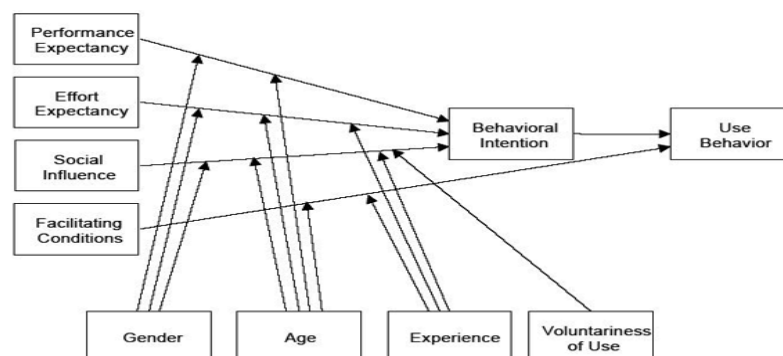 Performance
Expectancy
Effort
Expectancy
Social
Influence
Facilitating
Conditions
Behavioral
Intention
Use
Behavior
Gender
Age
Experience
Voluntariness
of Use